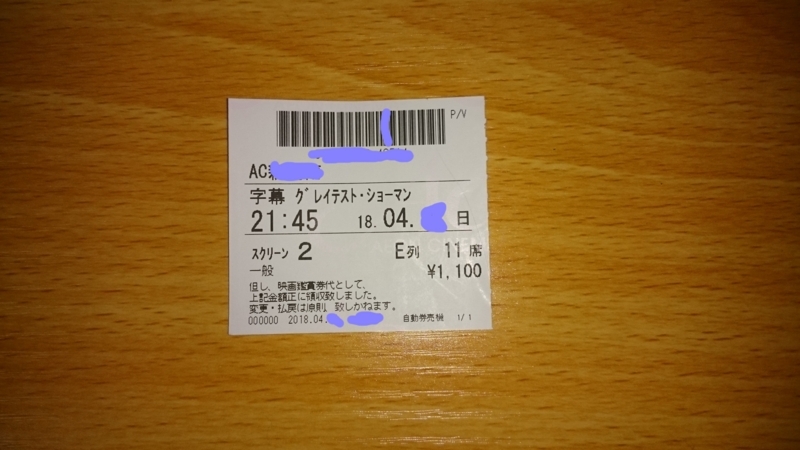 P/V
AC
字幕 グレイテスト・ショーマン
21:45 18.04. 日
スクリーン 2 E列 11席
一般 ¥1,100
但し、映画鑑賞券代として、
上記金額正に領収致しました。
変更・払戻は原則、致しかねます。
000000 2018.04. 自動券売機 1/1